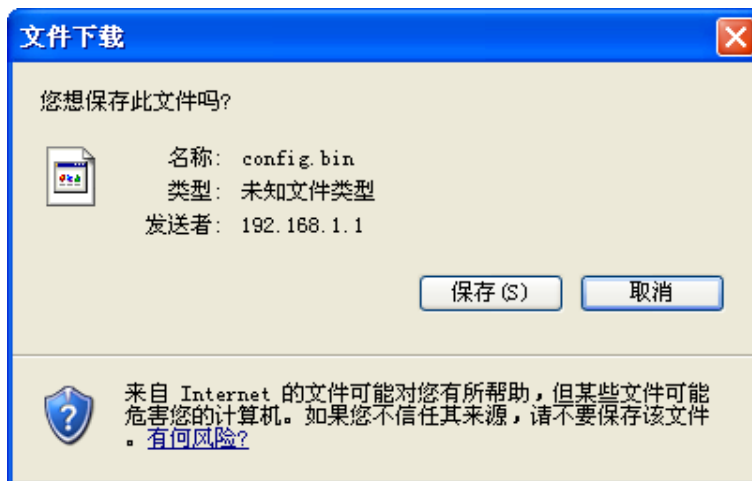 文件下载
您想保存此文件吗?
名称: config.bin
类型: 未知文件类型
发送者: 192.168.1.1
保存(S) 取消
来自 Internet 的文件可能对您有所帮助，但某些文件可能
危害您的计算机。如果您不信任其来源，请不要保存该文件
。有何风险?